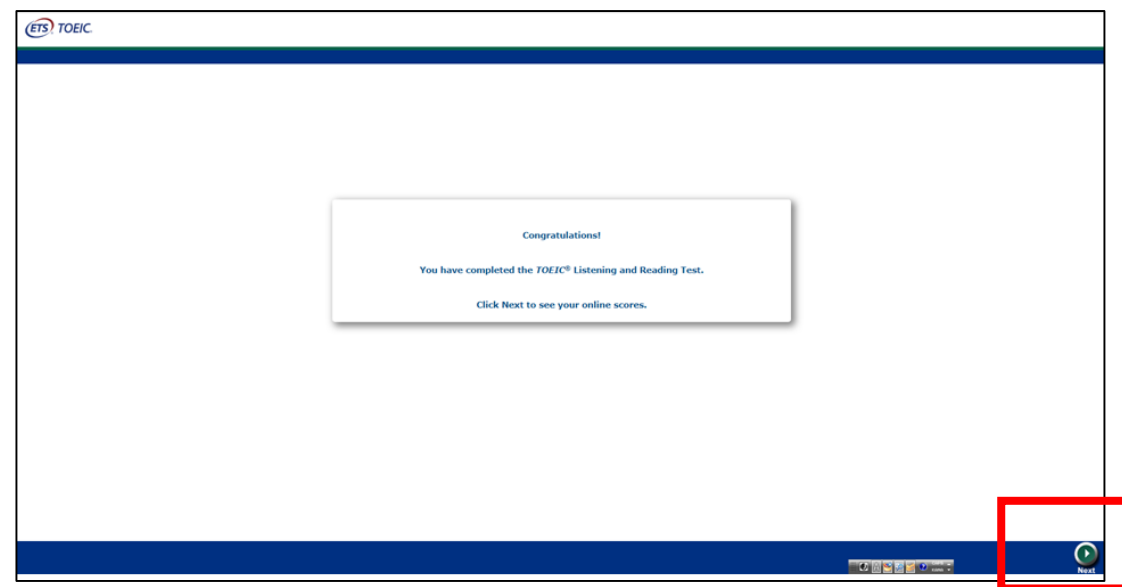 ETS TOEIC.
Congratulations!
You have completed the TOEIC® Listening and Reading Test.
Click Next to see your online scores.
Next